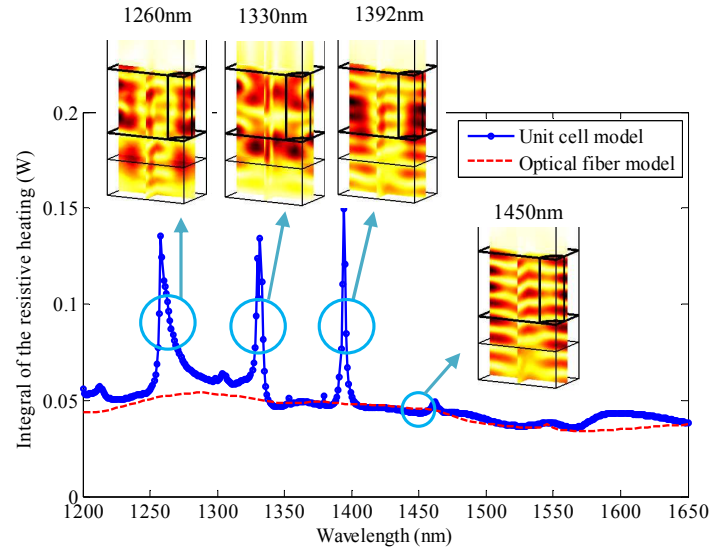 1260nm 1330nm 1392nm
0.2
Unit cell model
Optical fiber model
0.15
1450nm
0.1
0.05
0
Integral of the resistive heating (W)
1200 1250 1300 1350 1400 1450 1500 1550 1600 1650
Wavelength (nm)